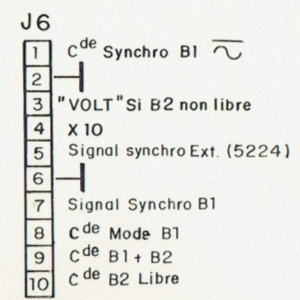 J6
1 Cde Synchro B1
2
3 "VOLT" Si B2 non libre
4 X 10
5 Signal synchro Ext. (5224)
6
7 Signal Synchro B1
8 Cde Mode B1
9 Cde B1 + B2
10 Cde B2 Libre